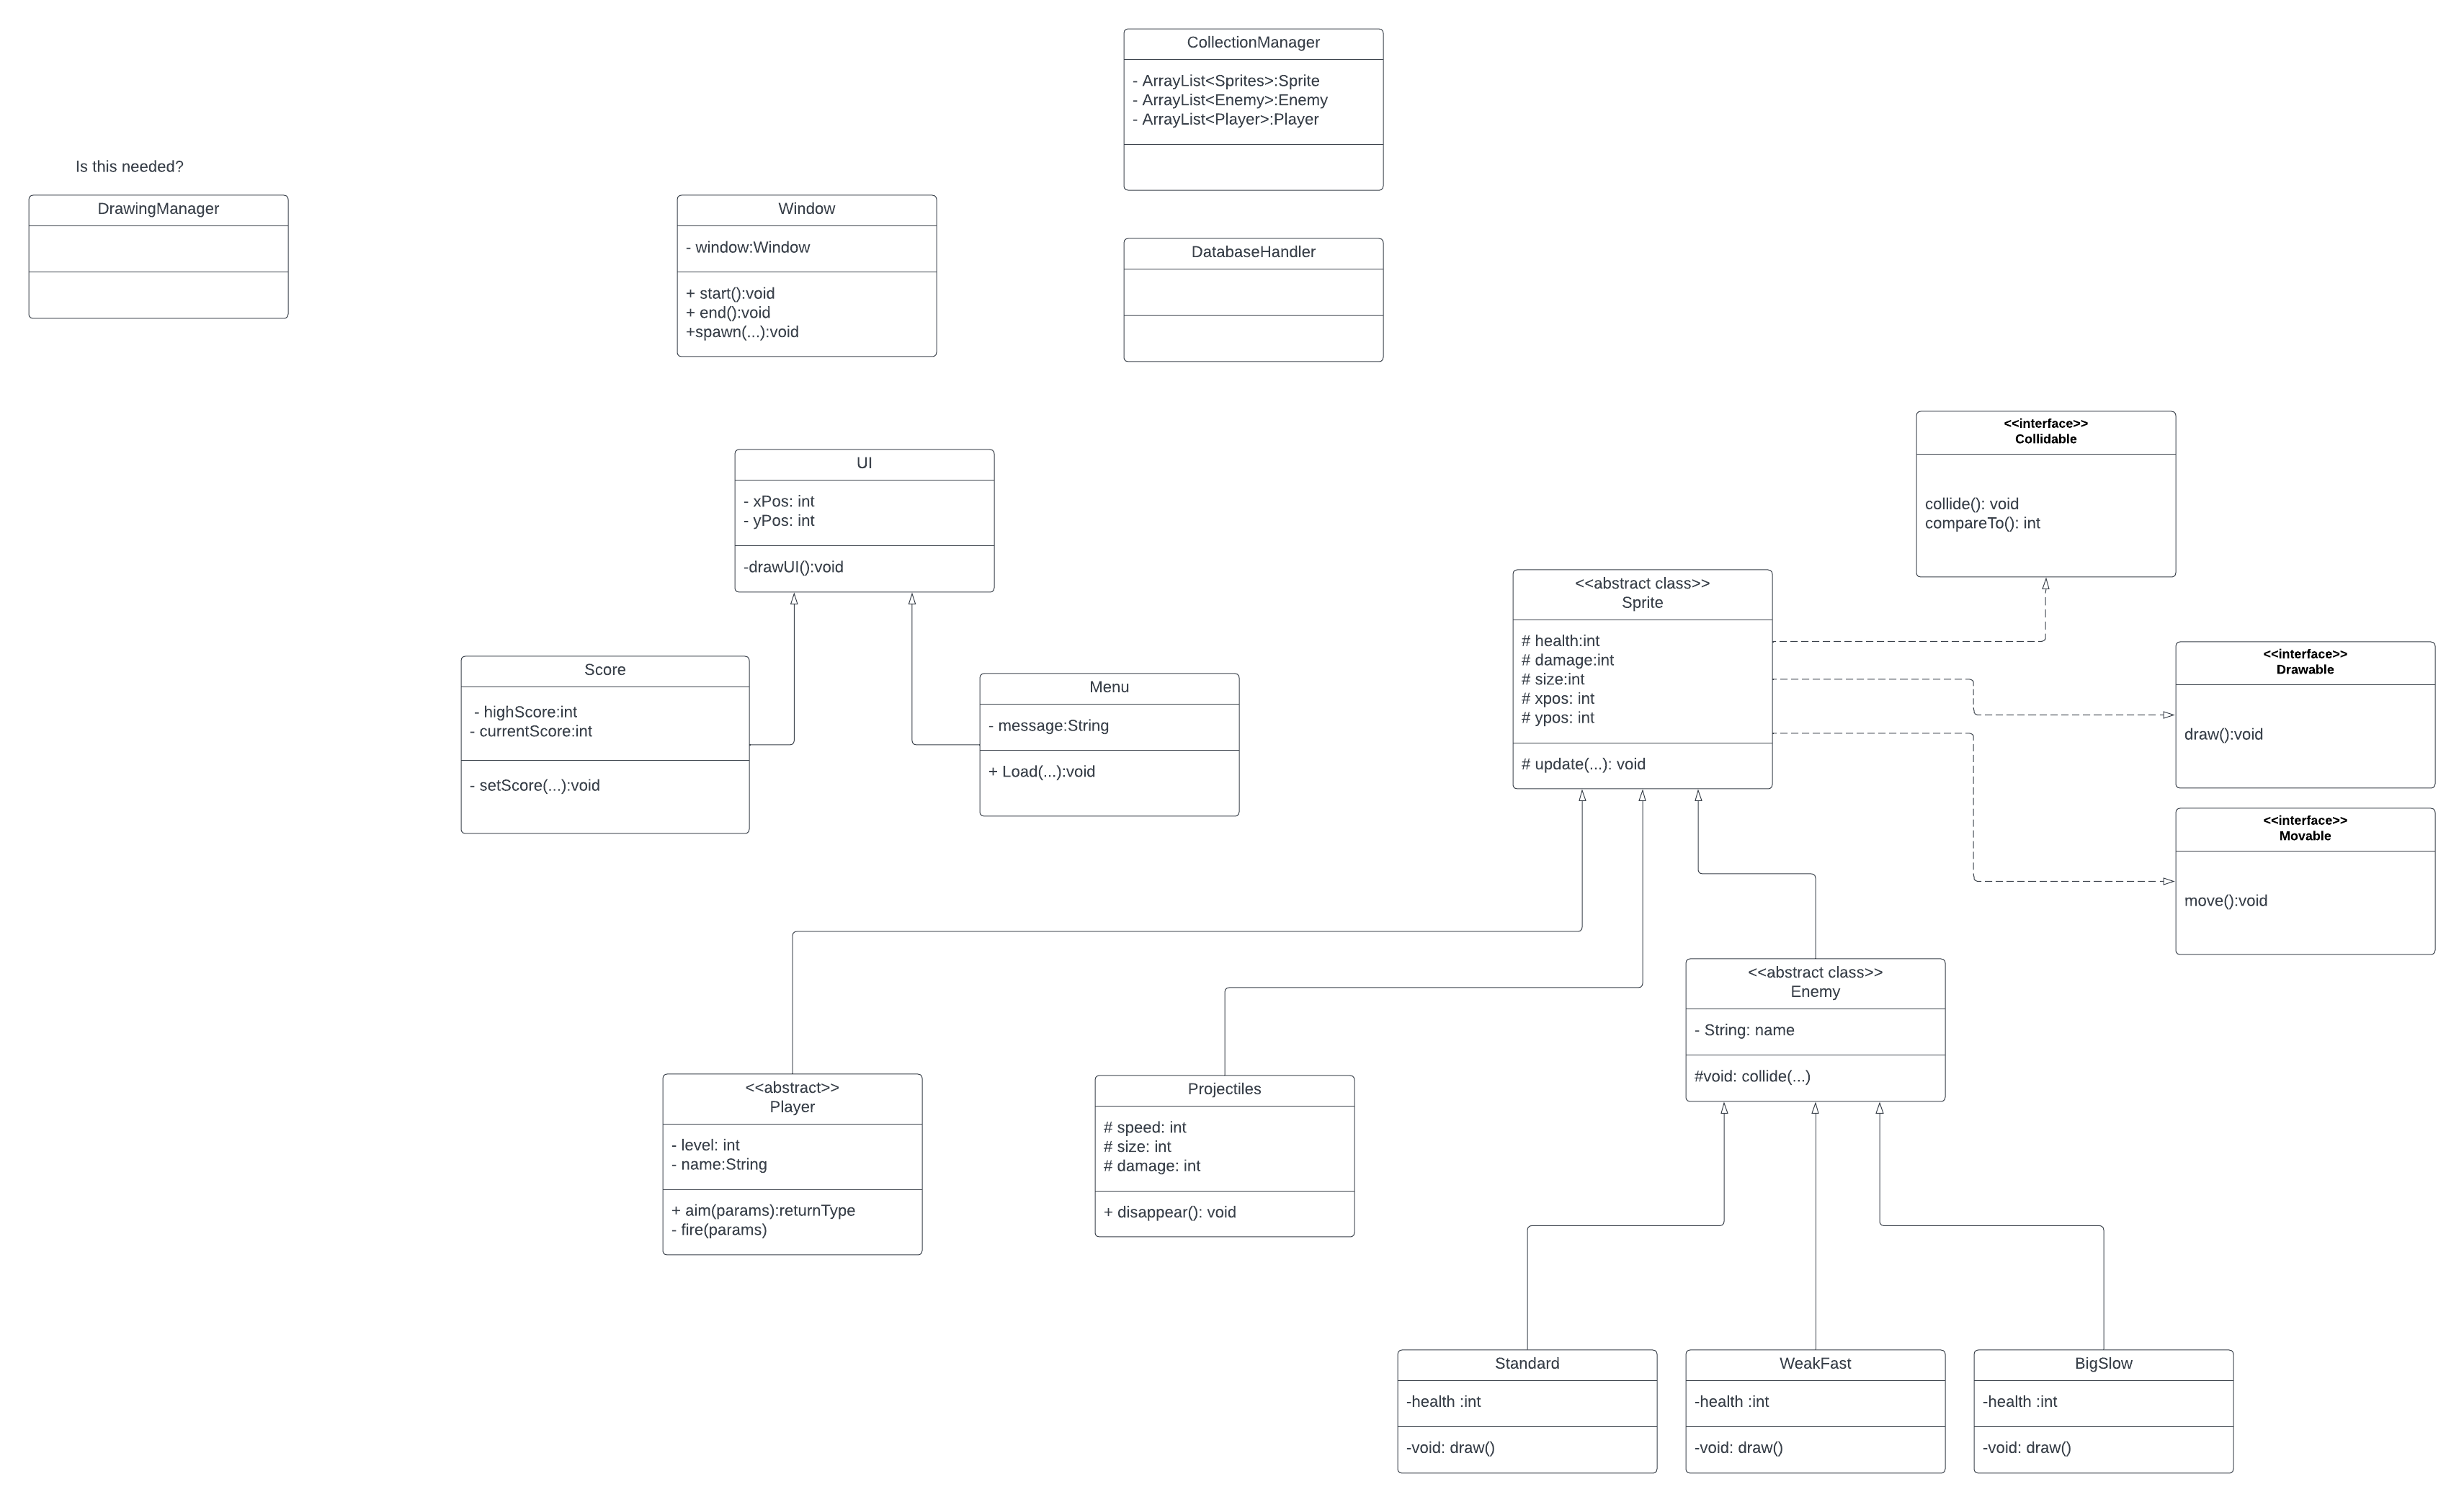 CollectionManager
- ArrayList<Sprites>:Sprite
- ArrayList<Enemy>:Enemy
- ArrayList<Player>:Player
Is this needed?
DrawingManager
Window
- window:Window
+ start():void
+ end():void
+spawn(...):void
DatabaseHandler
<<interface>>
Collidable
collide(): void
compareTo(): int
UI
- xPos: int
- yPos: int
-drawUI():void
<<abstract class>>
Sprite
# health:int
# damage:int
# size:int
# xpos: int
# ypos: int
# update(...): void
<<interface>>
Drawable
draw():void
Score
- highScore:int
- currentScore:int
- setScore(...):void
Menu
- message:String
+ Load(...):void
<<interface>>
Movable
move():void
<<abstract class>>
Enemy
- String: name
#void: collide(...)
<<abstract>>
Player
- level: int
- name:String
+ aim(params):returnType
- fire(params)
Projectiles
# speed: int
# size: int
# damage: int
+ disappear(): void
Standard
-health :int
-void: draw()
WeakFast
-health :int
-void: draw()
BigSlow
-health :int
-void: draw()